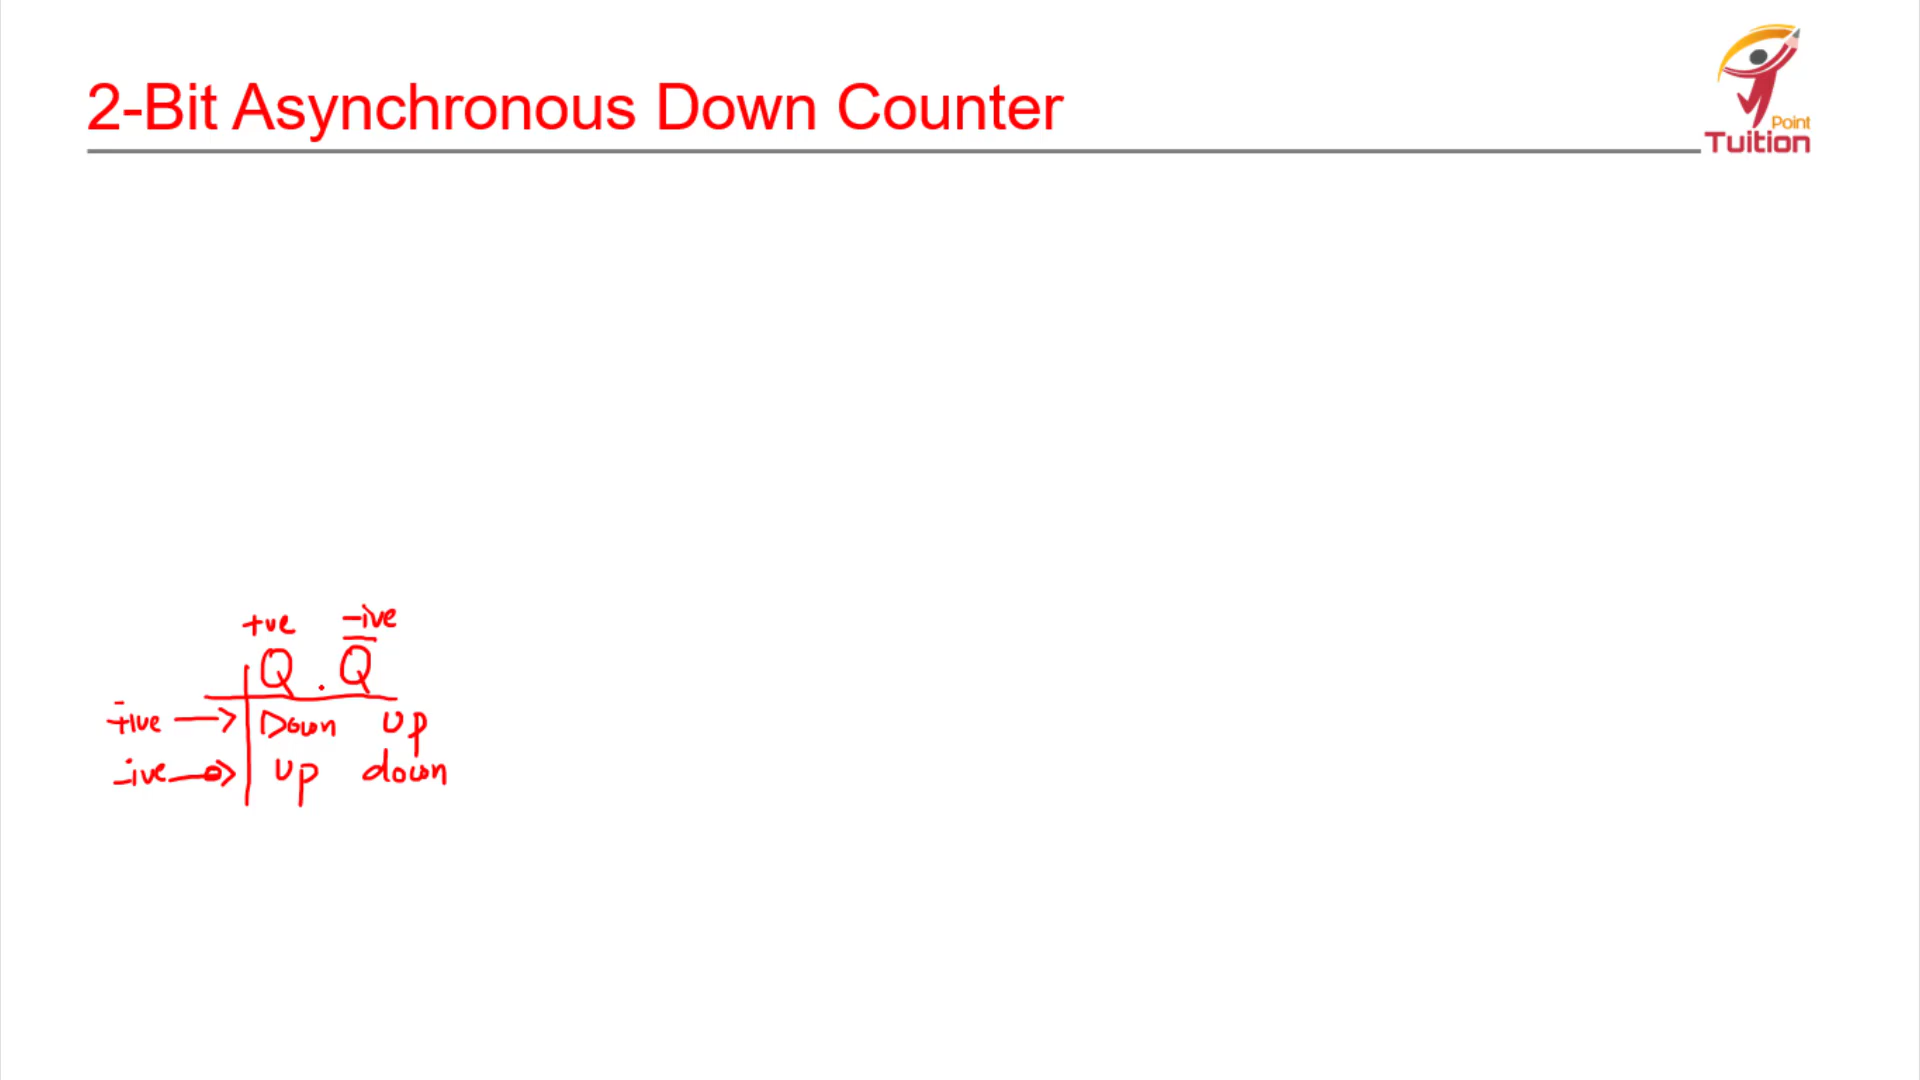 2-Bit Asynchronous Down Counter
Point
Tuition
+ve -ive
Q . Q̅
+ive → Down Up
-ive → Up down